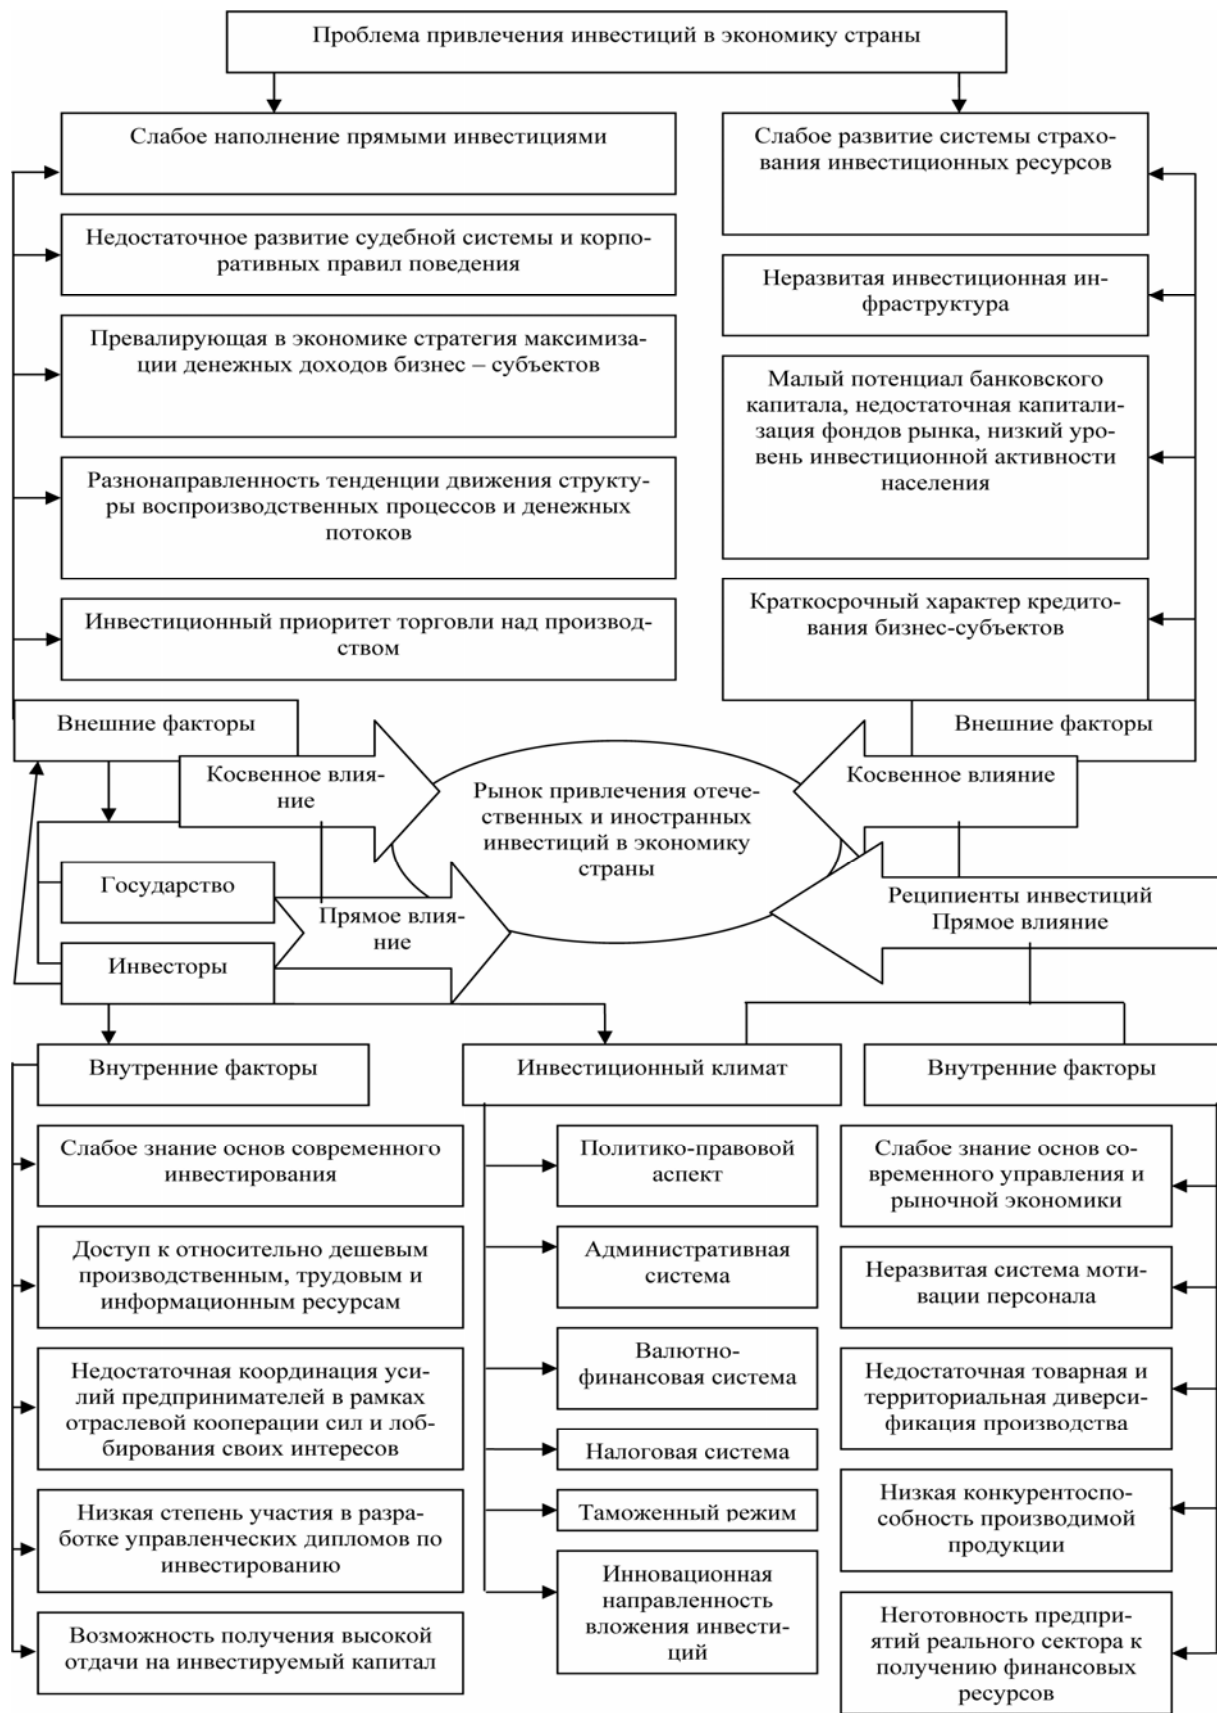 Проблема привлечения инвестиций в экономику страны
Слабое наполнение прямыми инвестициями
Недостаточное развитие судебной системы и корпо-
ративных правил поведения
Превалирующая в экономике стратегия максимиза-
ции денежных доходов бизнес – субъектов
Разнонаправленность тенденции движения структу-
ры воспроизводственных процессов и денежных
потоков
Инвестиционный приоритет торговли над производ-
ством
Слабое развитие системы страхо-
вания инвестиционных ресурсов
Неразвитая инвестиционная ин-
фраструктура
Малый потенциал банковского
капитала, недостаточная капитали-
зация фондов рынка, низкий уро-
вень инвестиционной активности
населения
Краткосрочный характер кредито-
вания бизнес-субъектов
Внешние факторы
Внешние факторы
Косвенное влия-
ние
Рынок привлечения отече-
ственных и иностранных
инвестиций в экономику
страны
Косвенное влияние
Государство
Инвесторы
Прямое влия-
ние
Реципиенты инвестиций
Прямое влияние
Внутренние факторы
Слабое знание основ современного
инвестирования
Доступ к относительно дешевым
производственным, трудовым и
информационным ресурсам
Недостаточная координация уси-
лий предпринимателей в рамках
отраслевой кооперации сил и лоб-
бирования своих интересов
Низкая степень участия в разра-
ботке управленческих дипломов по
инвестированию
Возможность получения высокой
отдачи на инвестируемый капитал
Инвестиционный климат
Политико-правовой
аспект
Административная
система
Валютно-
финансовая система
Налоговая система
Таможенный режим
Инновационная
направленность
вложения инвести-
ций
Внутренние факторы
Слабое знание основ со-
временного управления и
рыночной экономики
Неразвитая система моти-
вации персонала
Недостаточная товарная и
территориальная диверси-
фикация производства
Низкая конкурентоспо-
собность производимой
продукции
Неготовность предпри-
ятий реального сектора к
получению финансовых
ресурсов